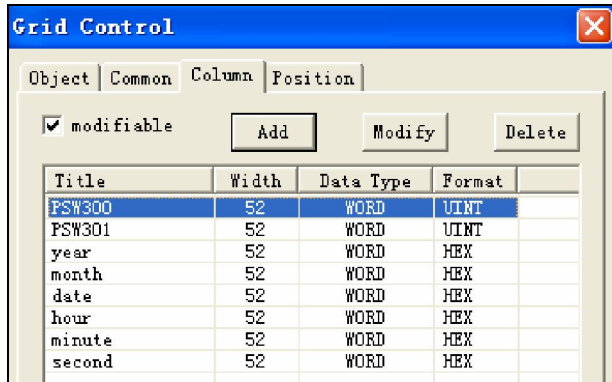 Grid Control
Object Common Column Position
modifiable Add Modify Delete
Title Width Data Type Format
PSW300 52 WORD UINT
PSW301 52 WORD UINT
year 52 WORD HEX
month 52 WORD HEX
date 52 WORD HEX
hour 52 WORD HEX
minute 52 WORD HEX
second 52 WORD HEX